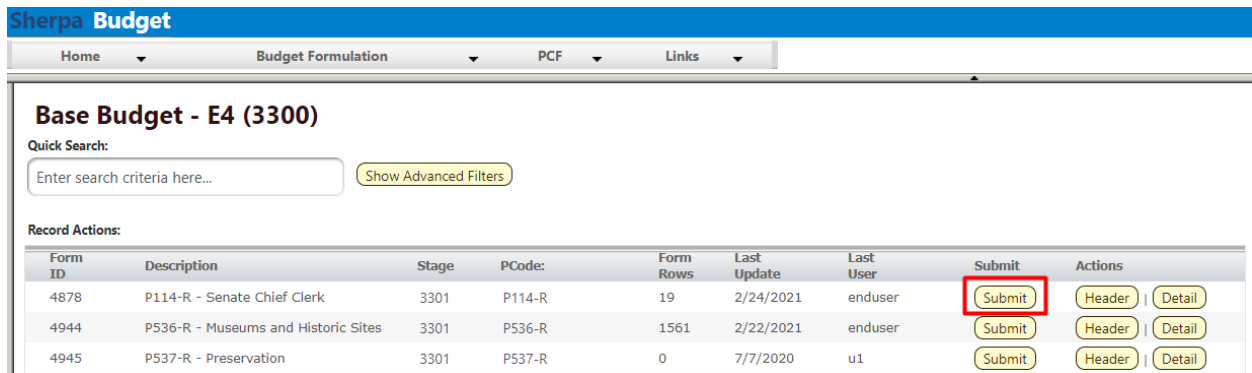 Sherpa Budget
Home Budget Formulation PCF Links
Base Budget - E4 (3300)
Quick Search:
Enter search criteria here... Show Advanced Filters
Record Actions:
Form ID Description Stage PCode: Form Rows Last Update Last User Submit Actions
4878 P114-R - Senate Chief Clerk 3301 P114-R 19 2/24/2021 enduser Submit Header | Detail
4944 P536-R - Museums and Historic Sites 3301 P536-R 1561 2/22/2021 enduser Submit Header | Detail
4945 P537-R - Preservation 3301 P537-R 0 7/7/2020 u1 Submit Header | Detail